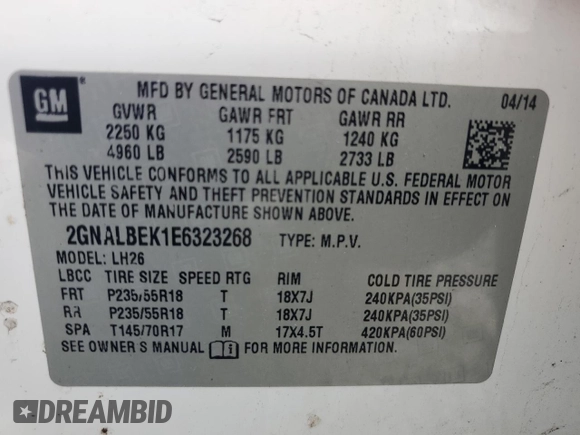 GM ®
MFD BY GENERAL MOTORS OF CANADA LTD. 04/14
GVWR GAWR FRT GAWR RR
2250 KG 1175 KG 1240 KG
4960 LB 2590 LB 2733 LB
THIS VEHICLE CONFORMS TO ALL APPLICABLE U.S. FEDERAL MOTOR
VEHICLE SAFETY AND THEFT PREVENTION STANDARDS IN EFFECT ON
THE DATE OF MANUFACTURE SHOWN ABOVE.
2GNALBEK1E6323268 TYPE: M.P.V.
MODEL: LH26
LBCC TIRE SIZE SPEED RTG RIM COLD TIRE PRESSURE
FRT P235/55R18 T 18X7J 240KPA(35PSI)
RR P235/55R18 T 18X7J 240KPA(35PSI)
SPA T145/70R17 M 17X4.5T 420KPA(60PSI)
SEE OWNER'S MANUAL i FOR MORE INFORMATION.
DREAMBID